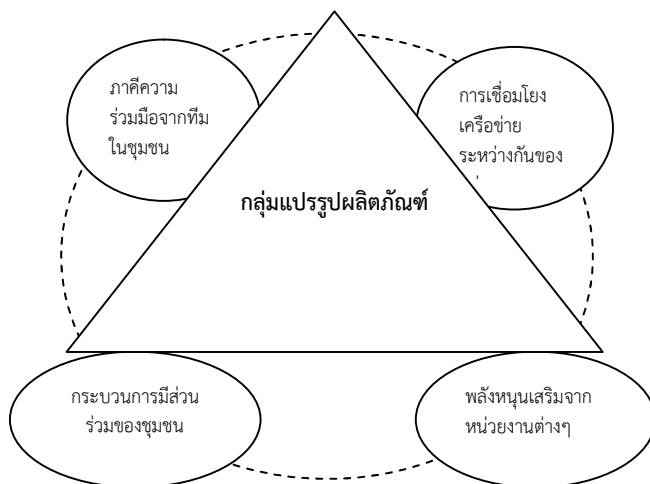 ภาคีความ
ร่วมมือจากทีม
ในชุมชน
การเชื่อมโยง
เครือข่าย
ระหว่างกันของ
กลุ่มแปรรูปผลิตภัณฑ์
กระบวนการมีส่วน
ร่วมของชุมชน
พลังหนุนเสริมจาก
หน่วยงานต่างๆ